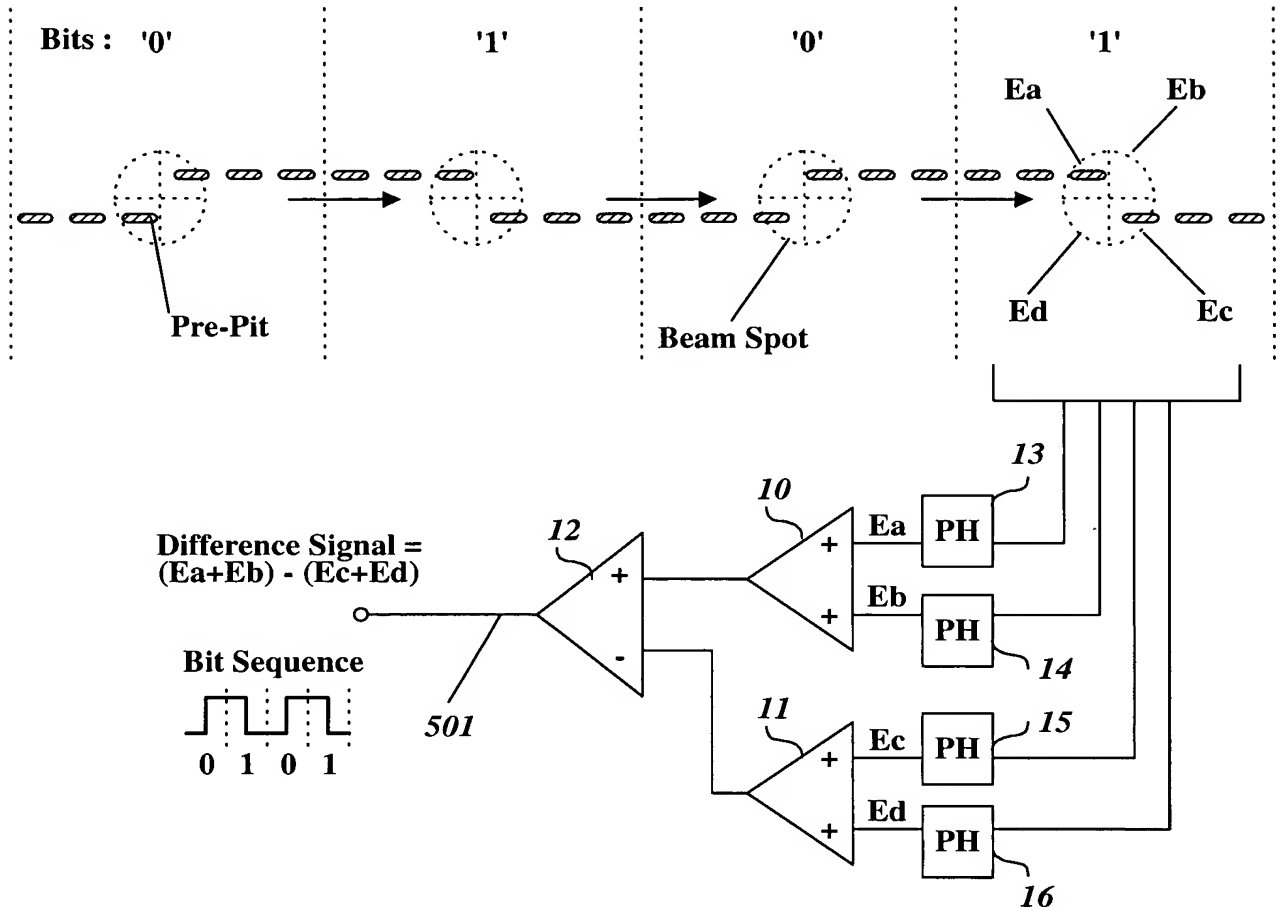 Bits : '0' '1' '0' '1'
Ea Eb
Pre-Pit
Beam Spot
Ed Ec
13
10
Ea PH
12
Difference Signal =
(Ea+Eb) - (Ec+Ed)
+ +
Eb PH
+
14
-
Bit Sequence
501
11
15
Ec PH
+
0 1 0 1
Ed PH
+
16